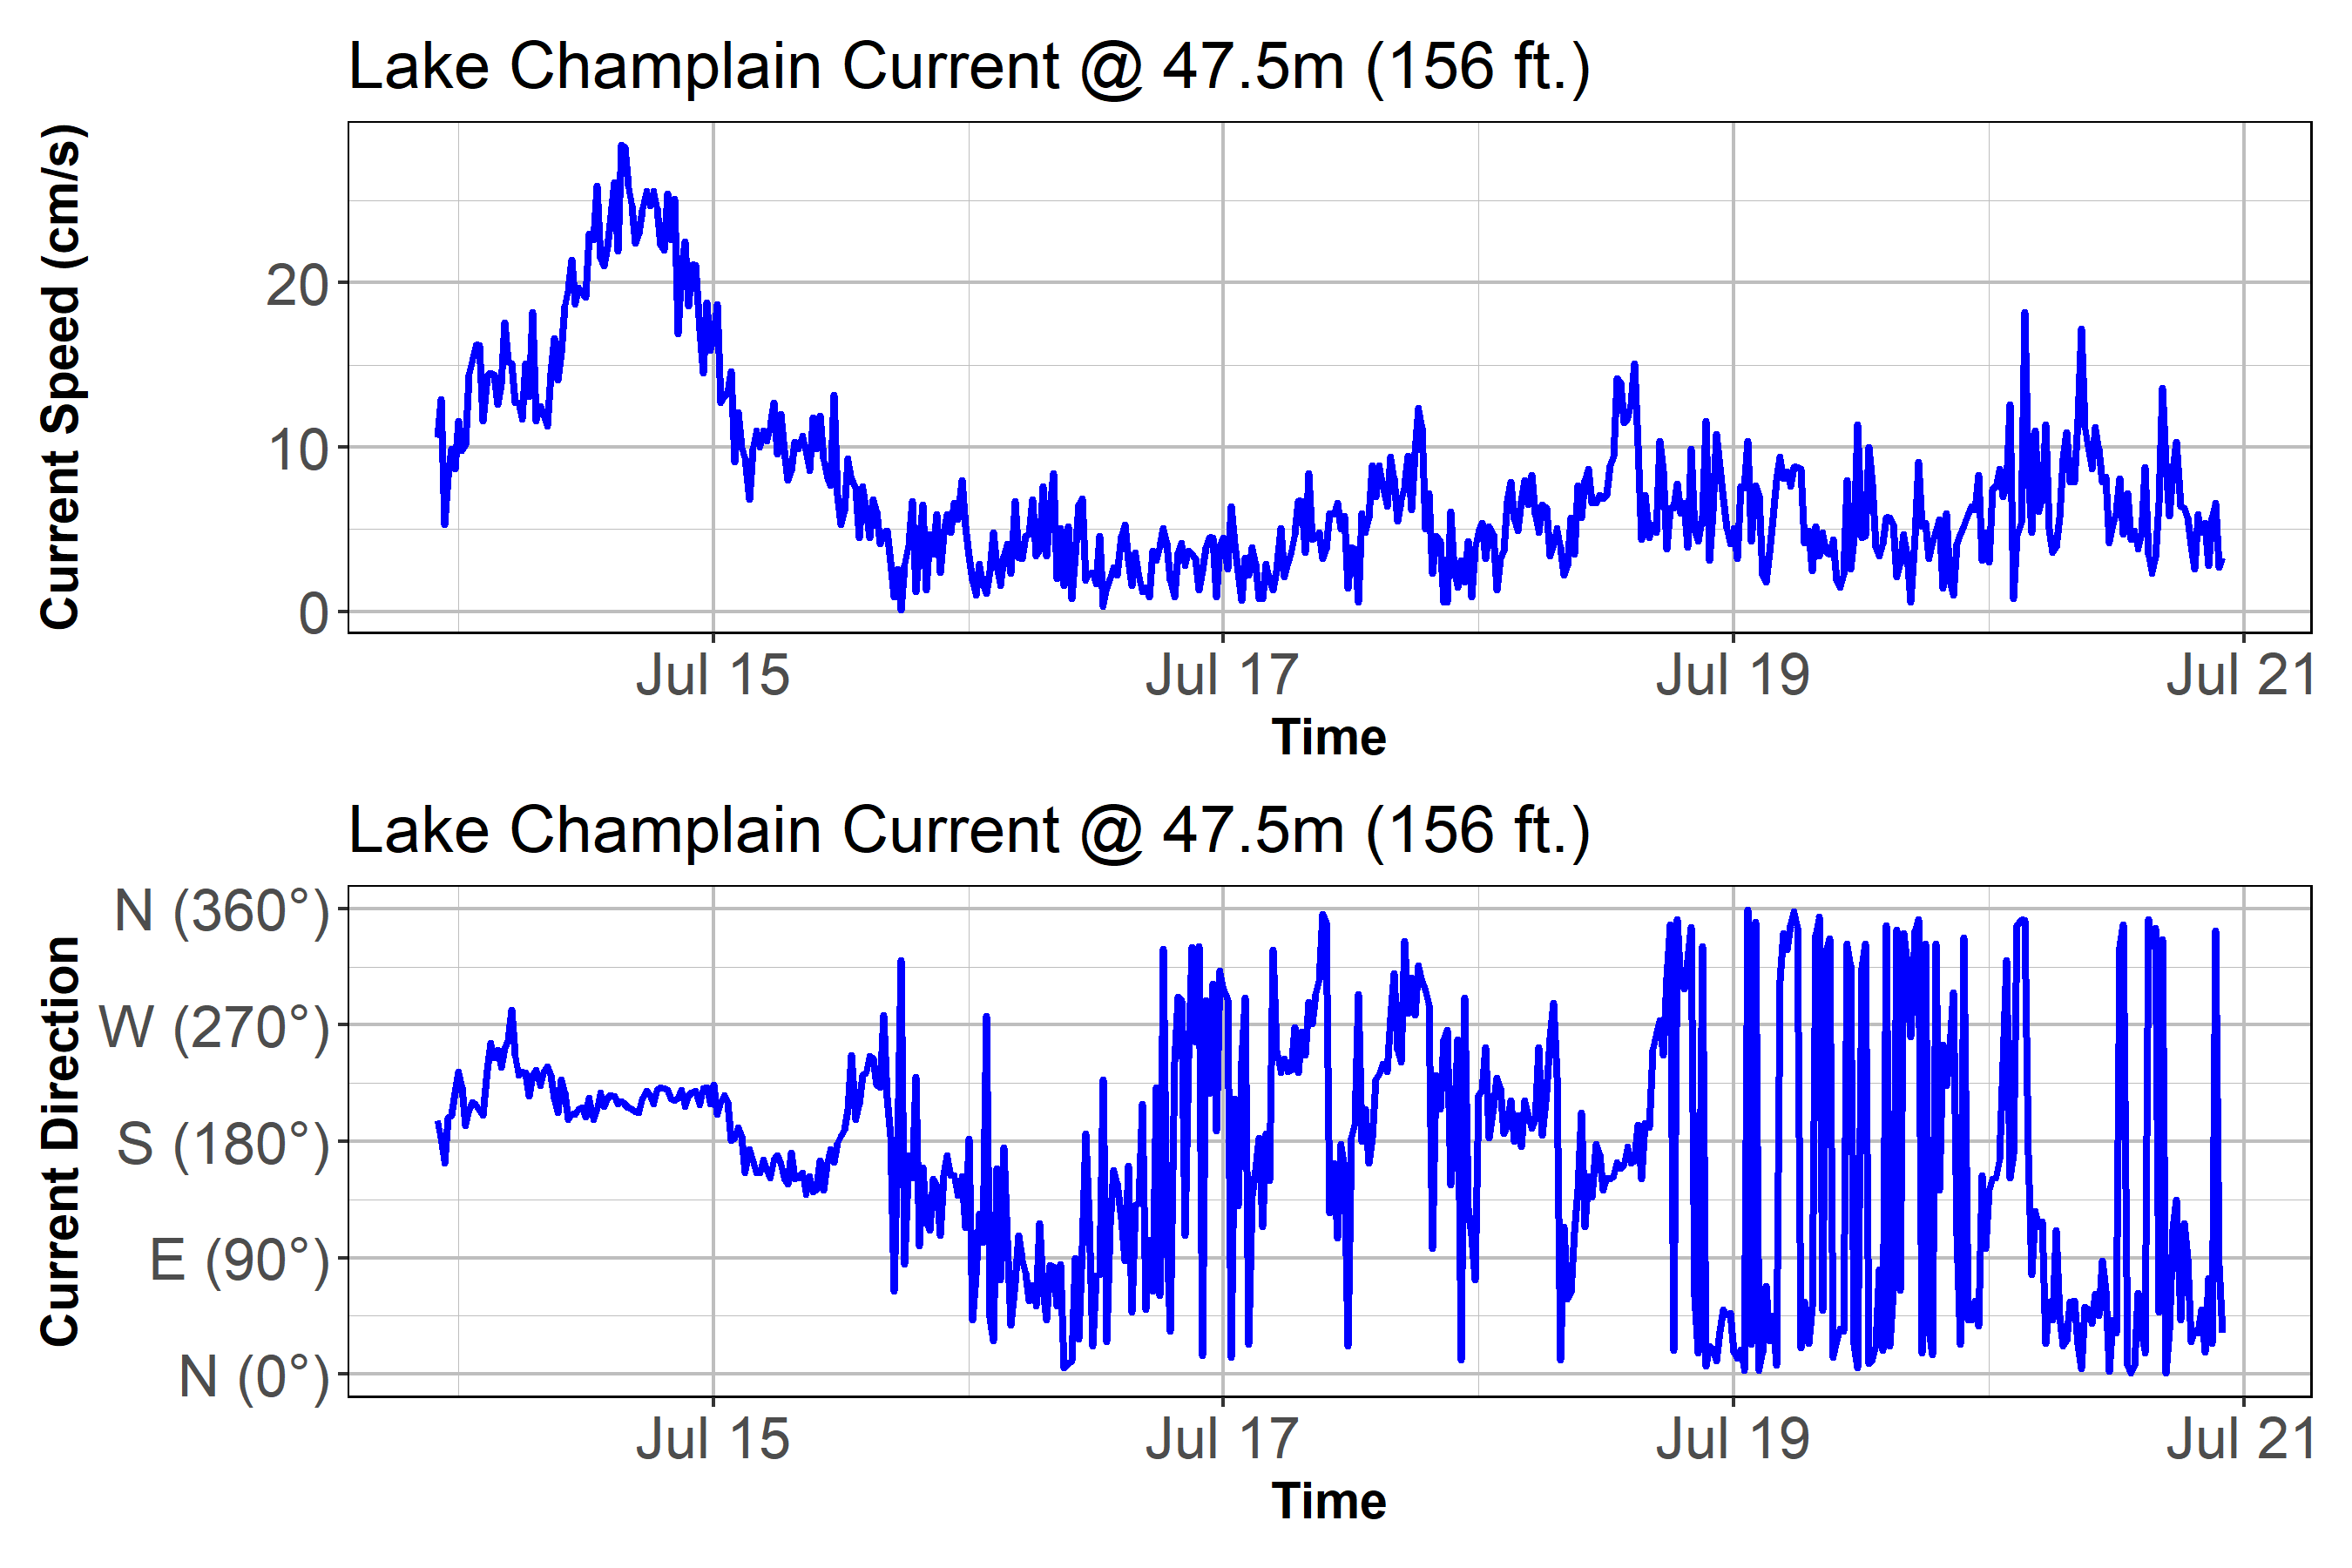 Lake Champlain Current @ 47.5m (156 ft.)
Current Speed (cm/s)
20
10
0
Jul 15 Jul 17 Jul 19 Jul 21
Time
Lake Champlain Current @ 47.5m (156 ft.)
Current Direction
N (360°)
W (270°)
S (180°)
E (90°)
N (0°)
Jul 15 Jul 17 Jul 19 Jul 21
Time